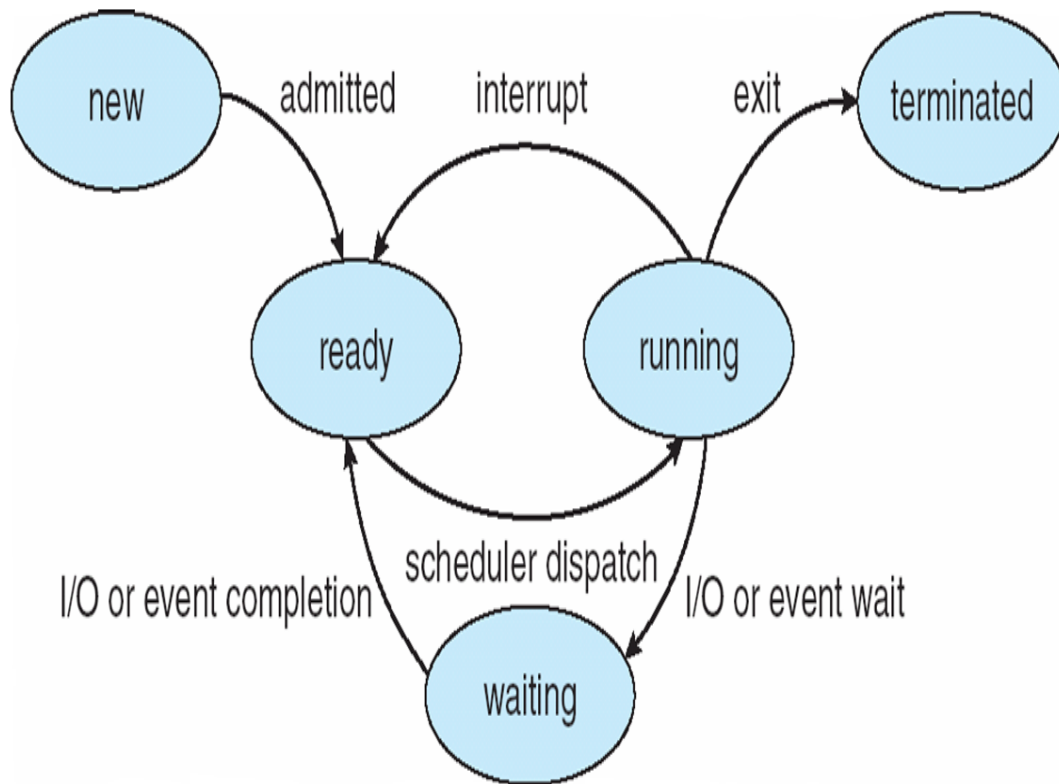 new
admitted
interrupt
exit
terminated
ready
running
scheduler dispatch
I/O or event completion
I/O or event wait
waiting